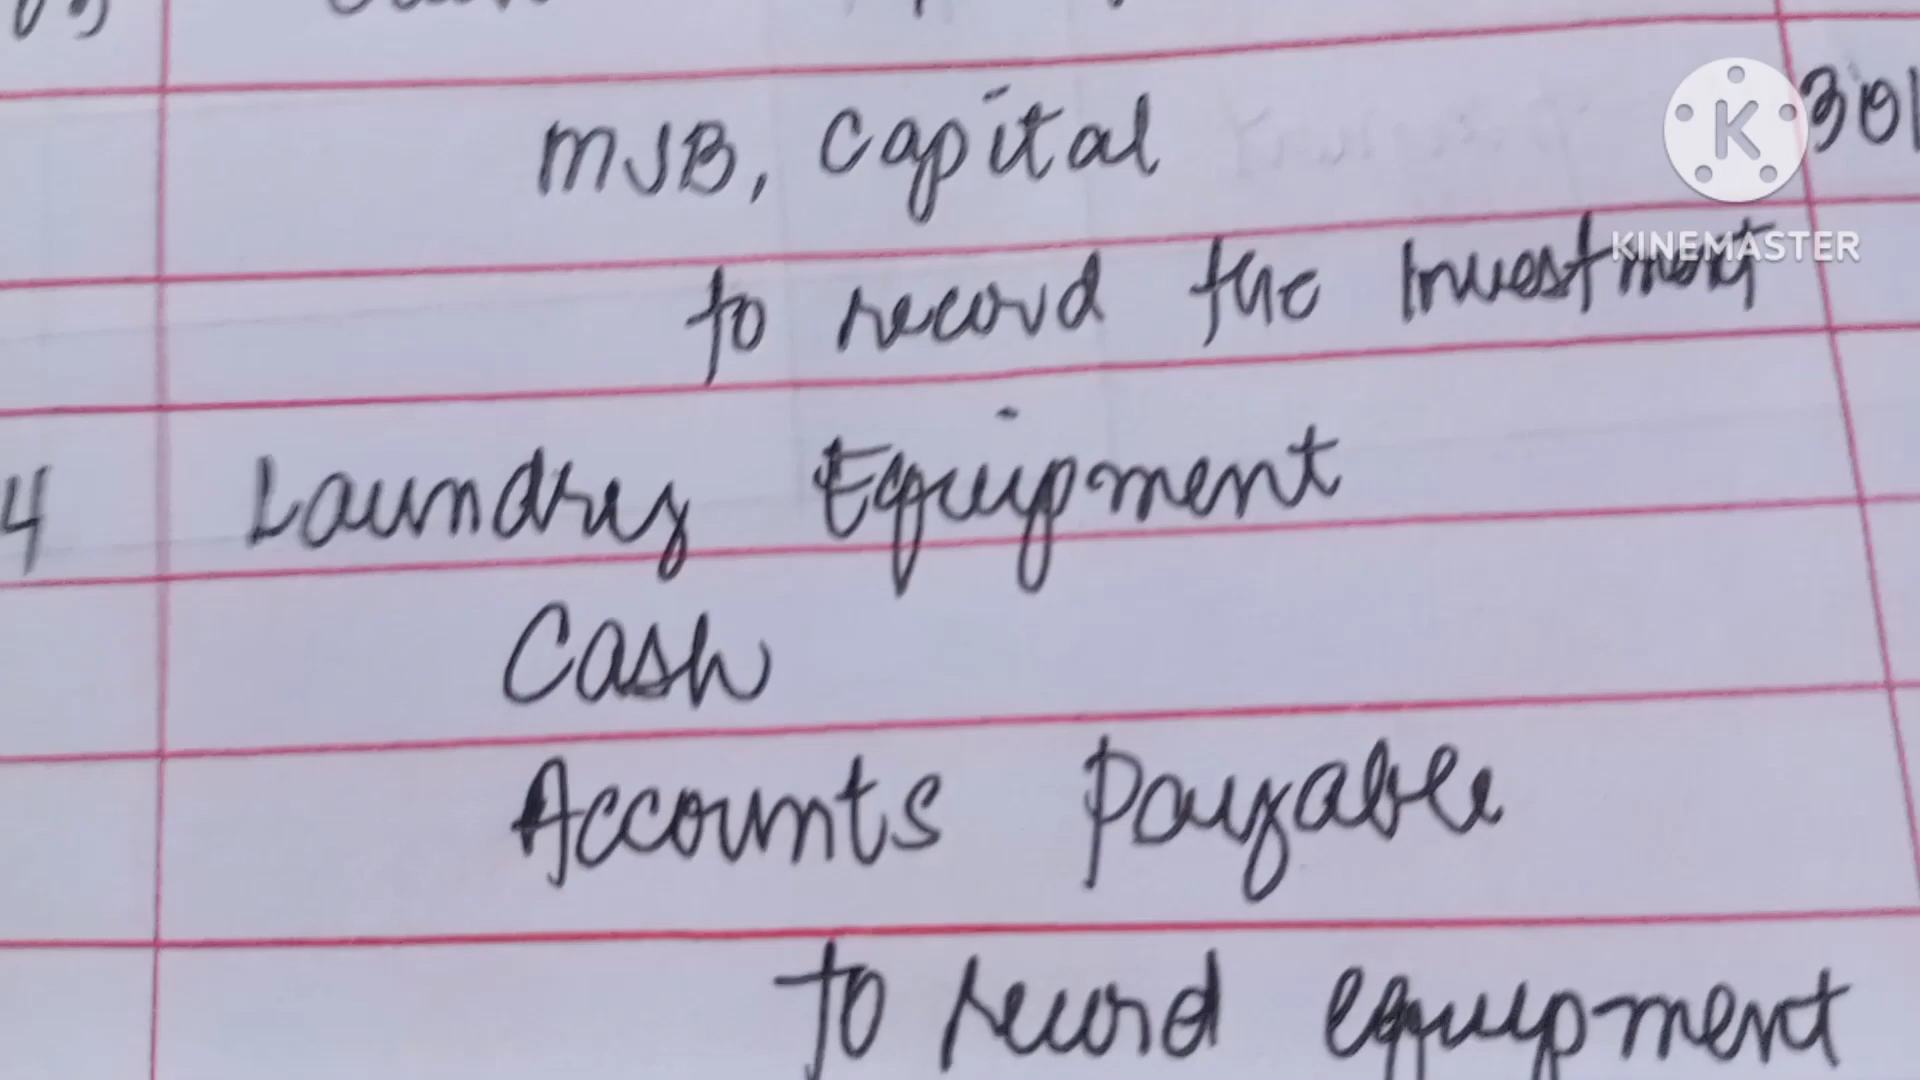 MJB, Capital 301
to record the Investment
4 Laundry Equipment
Cash
Accounts Payable
to record equipment
K
KINEMASTER